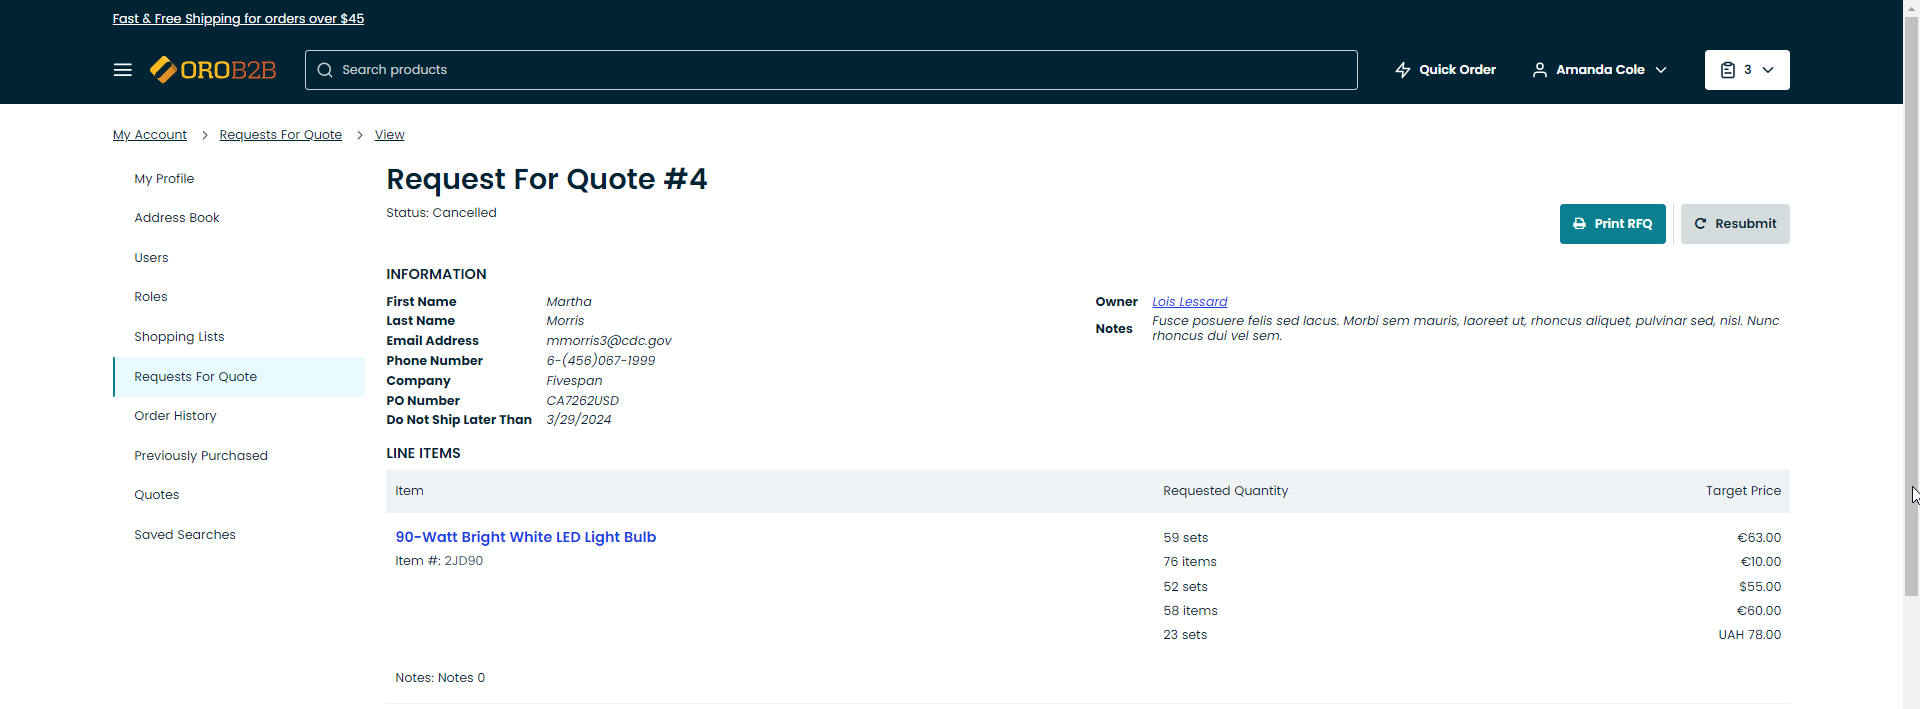 Fast & Free Shipping for orders over $45
OROB2B
Search products
Quick Order
Amanda Cole
3
My Account > Requests For Quote > View
My Profile
Address Book
Users
Roles
Shopping Lists
Requests For Quote
Order History
Previously Purchased
Quotes
Saved Searches
Request For Quote #4
Status: Cancelled
Print RFQ
Resubmit
INFORMATION
First Name Martha
Last Name Morris
Email Address mmorris3@cdc.gov
Phone Number 6-(456)067-1999
Company Fivespan
PO Number CA7262USD
Do Not Ship Later Than 3/29/2024
Owner Lois Lessard
Notes Fusce posuere felis sed lacus. Morbi sem mauris, laoreet ut, rhoncus aliquet, pulvinar sed, nisl. Nunc
rhoncus dui vel sem.
LINE ITEMS
Item Requested Quantity Target Price
90-Watt Bright White LED Light Bulb
Item #: 2JD90
59 sets €63.00
76 items €10.00
52 sets $55.00
58 items €60.00
23 sets UAH 78.00
Notes: Notes 0